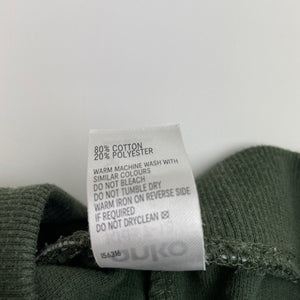 80% COTTON
20% POLYESTER
WARM MACHINE WASH WITH
SIMILAR COLOURS
DO NOT BLEACH
DO NOT TUMBLE DRY
WARM IRON ON REVERSE SIDE
IF REQUIRED
DO NOT DRYCLEAN